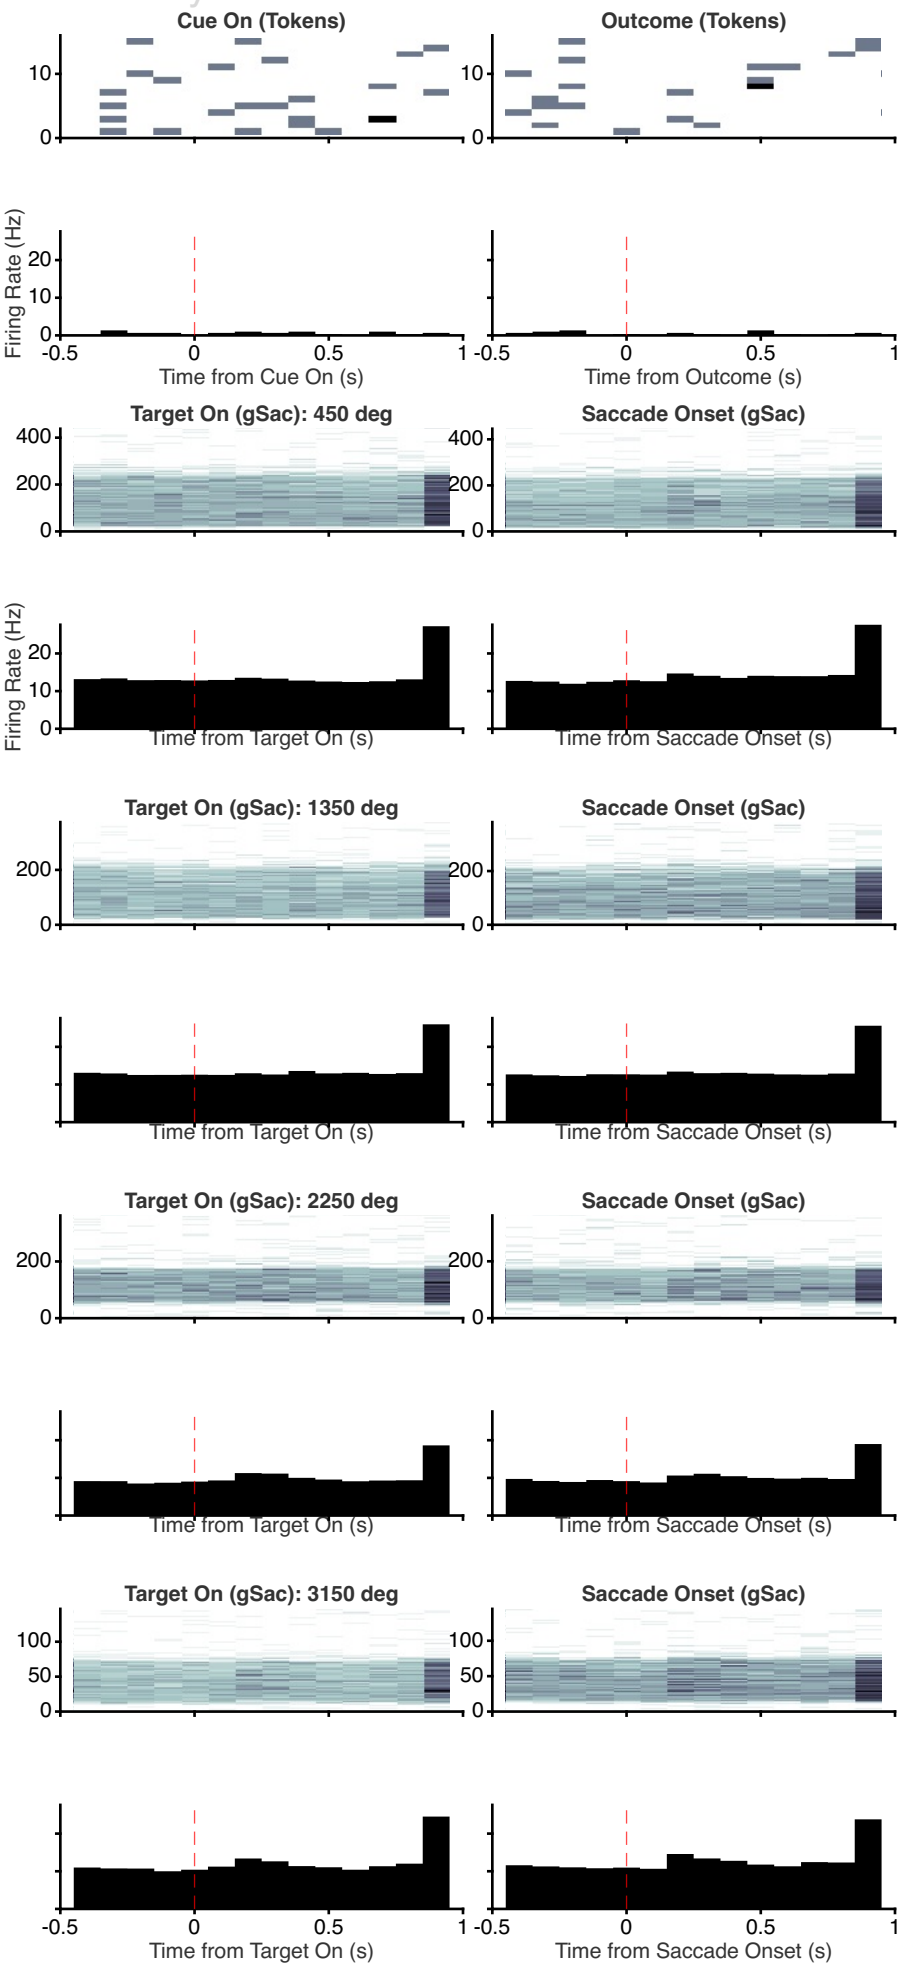 Cue On (Tokens) Outcome (Tokens)
10 10
0 0
Firing Rate (Hz)
20
10
0
-0.5 0 0.5 1 -0.5 0 0.5 1
Time from Cue On (s) Time from Outcome (s)
Target On (gSac): 450 deg Saccade Onset (gSac)
400 400
200 200
0 0
Firing Rate (Hz)
20
10
0
Time from Target On (s) Time from Saccade Onset (s)
Target On (gSac): 1350 deg Saccade Onset (gSac)
200 200
0 0
Time from Target On (s) Time from Saccade Onset (s)
Target On (gSac): 2250 deg Saccade Onset (gSac)
200 200
0 0
Time from Target On (s) Time from Saccade Onset (s)
Target On (gSac): 3150 deg Saccade Onset (gSac)
100 100
50 50
0 0
-0.5 0 0.5 1 -0.5 0 0.5 1
Time from Target On (s) Time from Saccade Onset (s)